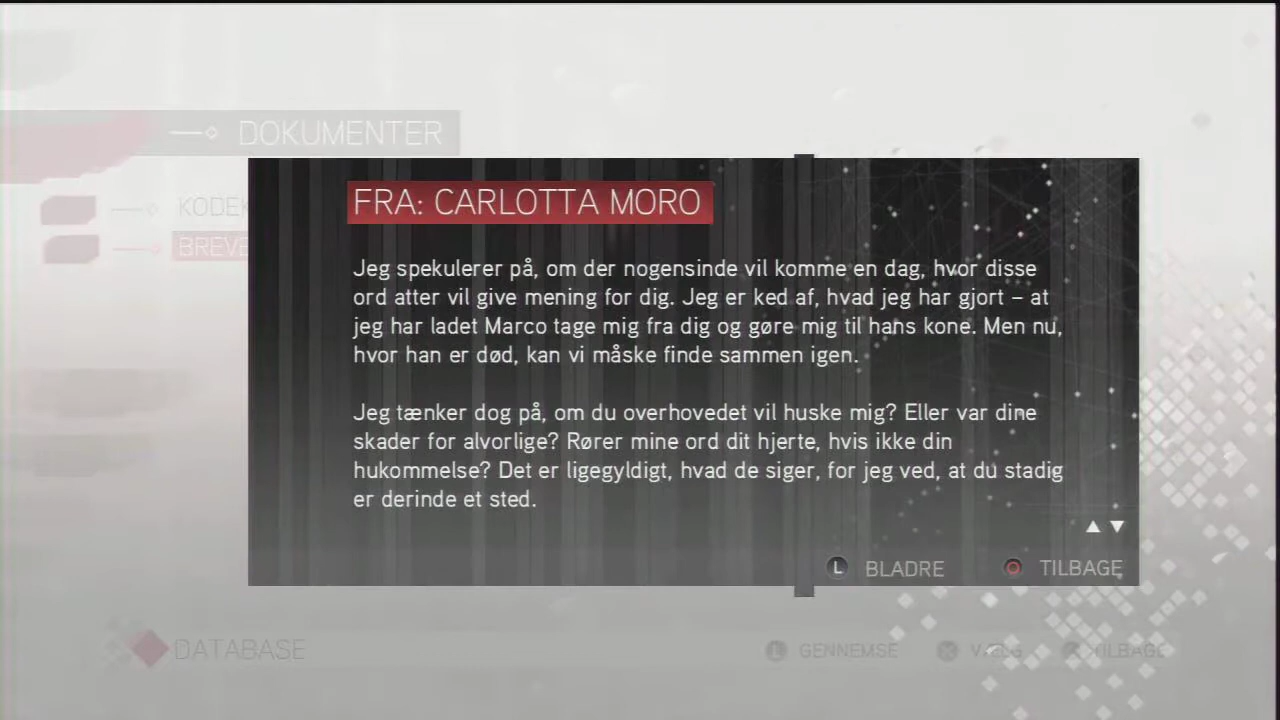 DOKUMENTER
KODEK
BREVE
FRA: CARLOTTA MORO
Jeg spekulerer på, om der nogensinde vil komme en dag, hvor disse
ord atter vil give mening for dig. Jeg er ked af, hvad jeg har gjort – at
jeg har ladet Marco tage mig fra dig og gøre mig til hans kone. Men nu,
hvor han er død, kan vi måske finde sammen igen.
Jeg tænker dog på, om du overhovedet vil huske mig? Eller var dine
skader for alvorlige? Rører mine ord dit hjerte, hvis ikke din
hukommelse? Det er ligegyldigt, hvad de siger, for jeg ved, at du stadig
er derinde et sted.
L BLADRE TILBAGE
DATABASE
L GENNEMSE VÆLG TILBAGE